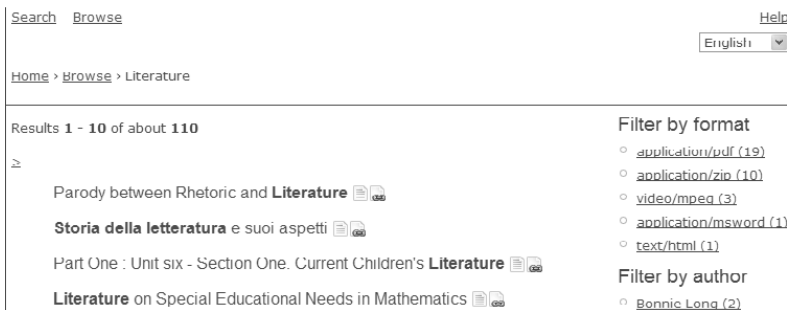 Search Browse
Help
English
Home › Browse › Literature
Results 1 - 10 of about 110
>
Parody between Rhetoric and Literature
Storia della letteratura e suoi aspetti
Part One : Unit six - Section One. Current Children's Literature
Literature on Special Educational Needs in Mathematics
Filter by format
application/pdf (19)
application/zip (10)
video/mpeg (3)
application/msword (1)
text/html (1)
Filter by author
Bonnie Long (2)